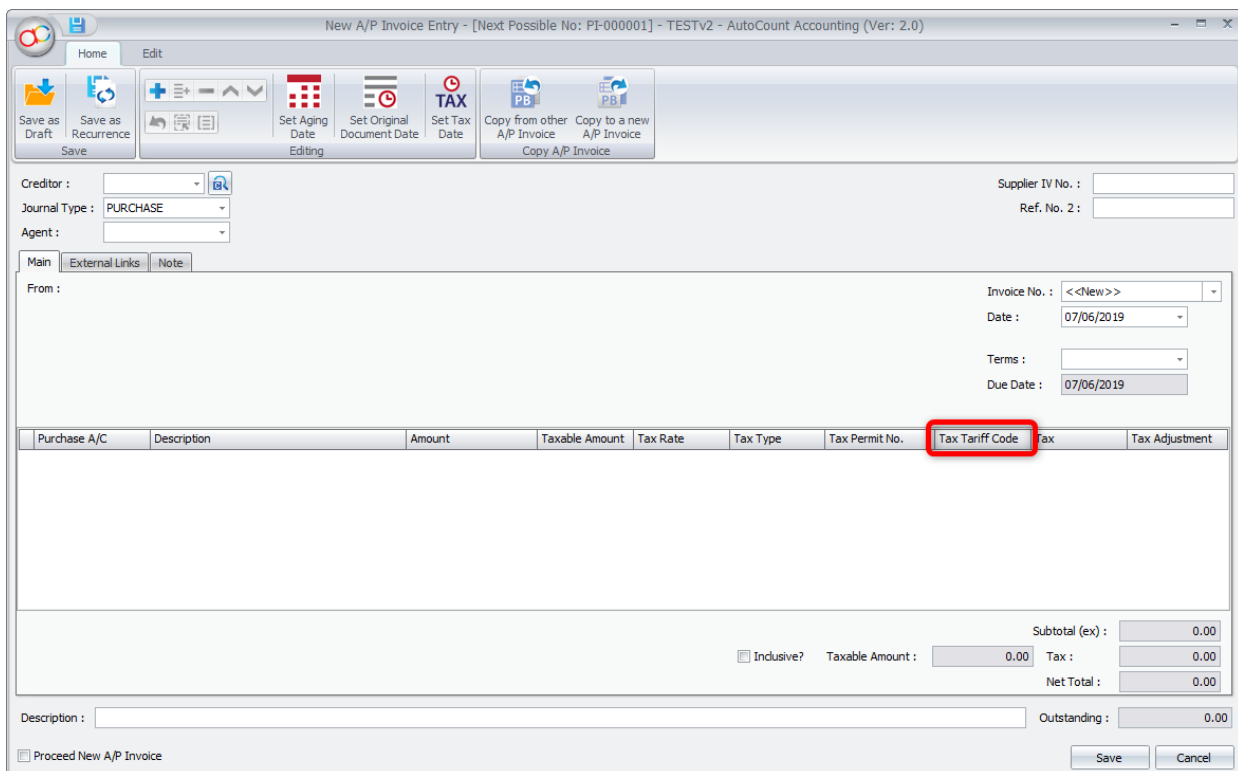 New A/P Invoice Entry - [Next Possible No: PI-000001] - TESTv2 - AutoCount Accounting (Ver: 2.0)
Home Edit
TAX
PB PB
Save as Draft
Save as Recurrence
Set Aging Date
Set Original Document Date
Set Tax Date
Copy from other A/P Invoice
Copy to a new A/P Invoice
Save Editing Copy A/P Invoice
Creditor : Supplier IV No. :
Journal Type : PURCHASE Ref. No. 2 :
Agent :
Main External Links Note
From : Invoice No. : <<New>>
Date : 07/06/2019
Terms :
Due Date : 07/06/2019
Purchase A/C Description Amount Taxable Amount Tax Rate Tax Type Tax Permit No. Tax Tariff Code Tax Tax Adjustment
Subtotal (ex) : 0.00
Inclusive? Taxable Amount : 0.00 Tax : 0.00
Net Total : 0.00
Description : Outstanding : 0.00
Proceed New A/P Invoice Save Cancel